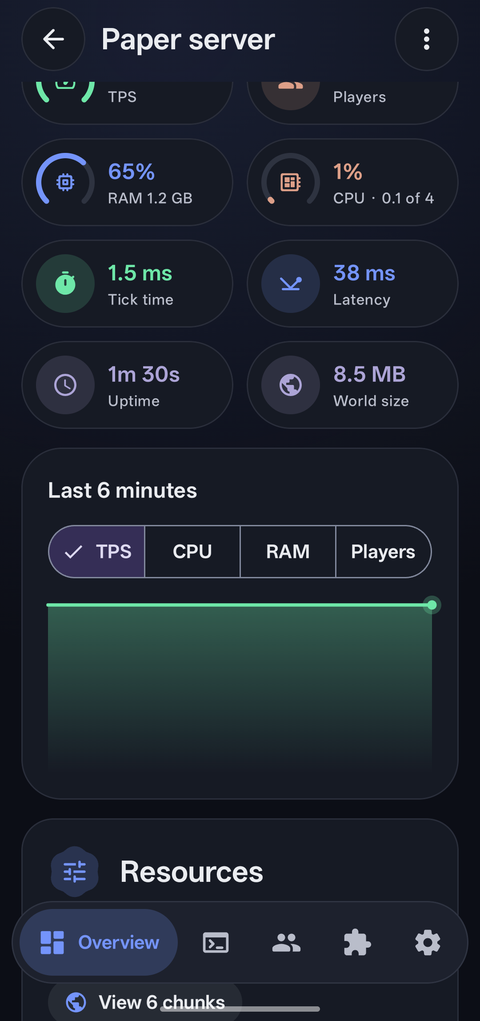 Paper server
TPS
Players
65%
RAM 1.2 GB
1%
CPU · 0.1 of 4
1.5 ms
Tick time
38 ms
Latency
1m 30s
Uptime
8.5 MB
World size
Last 6 minutes
TPS
CPU
RAM
Players
Resources
Overview
View 6 chunks